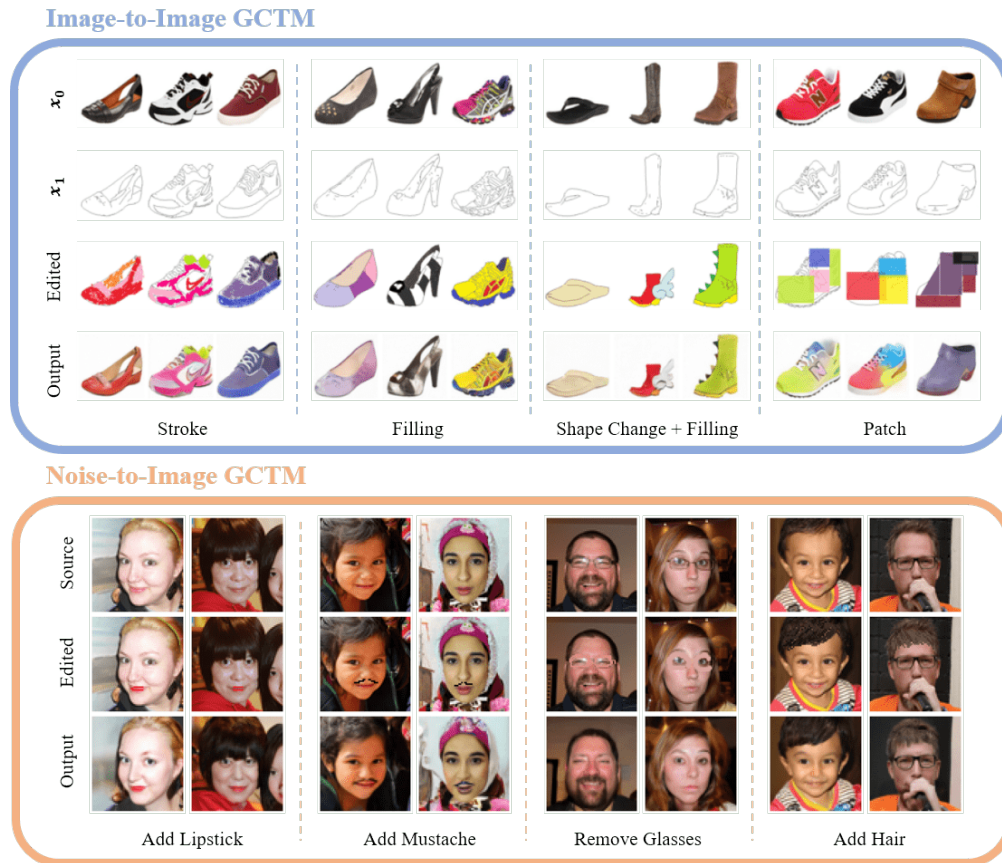 Image-to-Image GCTM
x₀
x₁
Edited
Output
Stroke
Filling
Shape Change + Filling
Patch
Noise-to-Image GCTM
Source
Edited
Output
Add Lipstick
Add Mustache
Remove Glasses
Add Hair